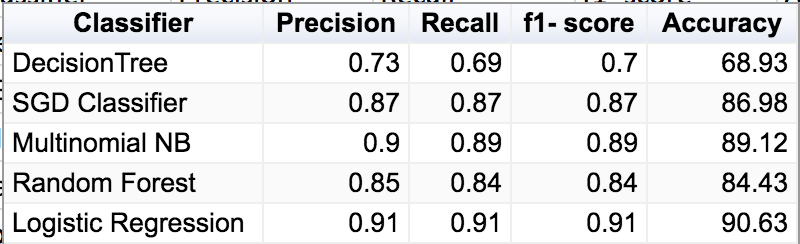 Classifier Precision Recall f1- score Accuracy
DecisionTree 0.73 0.69 0.7 68.93
SGD Classifier 0.87 0.87 0.87 86.98
Multinomial NB 0.9 0.89 0.89 89.12
Random Forest 0.85 0.84 0.84 84.43
Logistic Regression 0.91 0.91 0.91 90.63